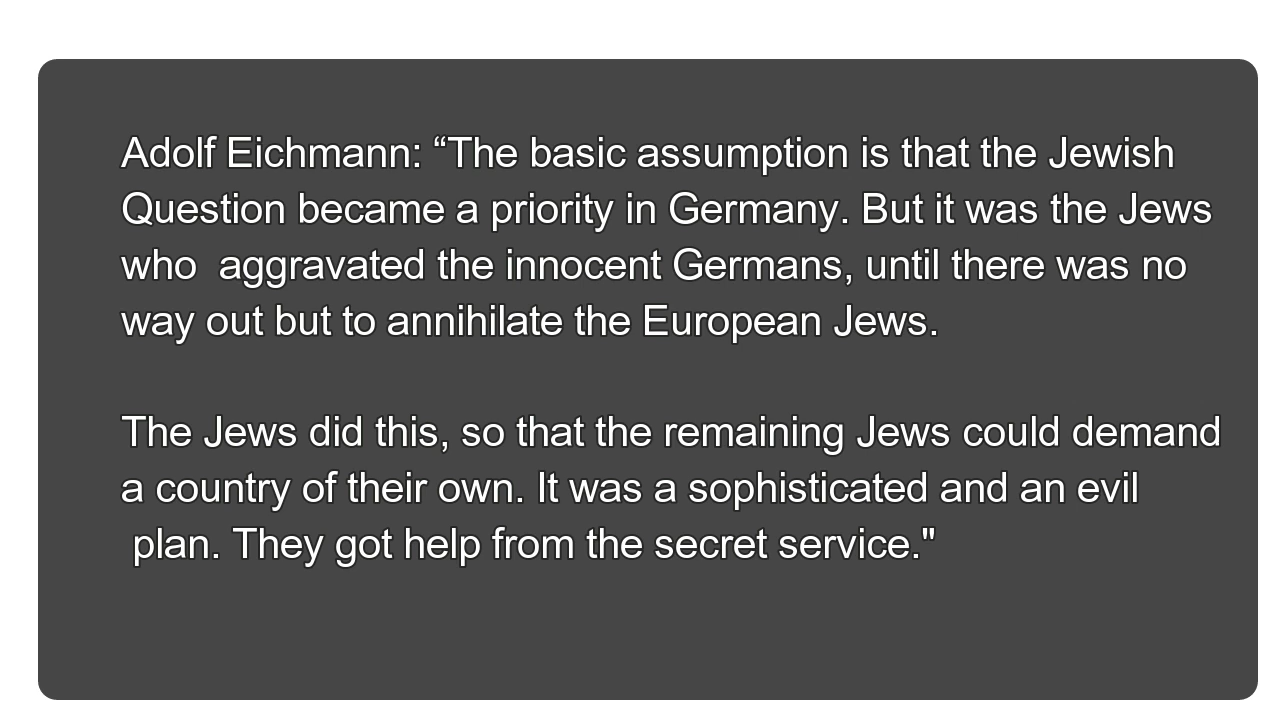 Adolf Eichmann: “The basic assumption is that the Jewish
Question became a priority in Germany. But it was the Jews
who  aggravated the innocent Germans, until there was no
way out but to annihilate the European Jews.
The Jews did this, so that the remaining Jews could demand
a country of their own. It was a sophisticated and an evil
plan. They got help from the secret service."